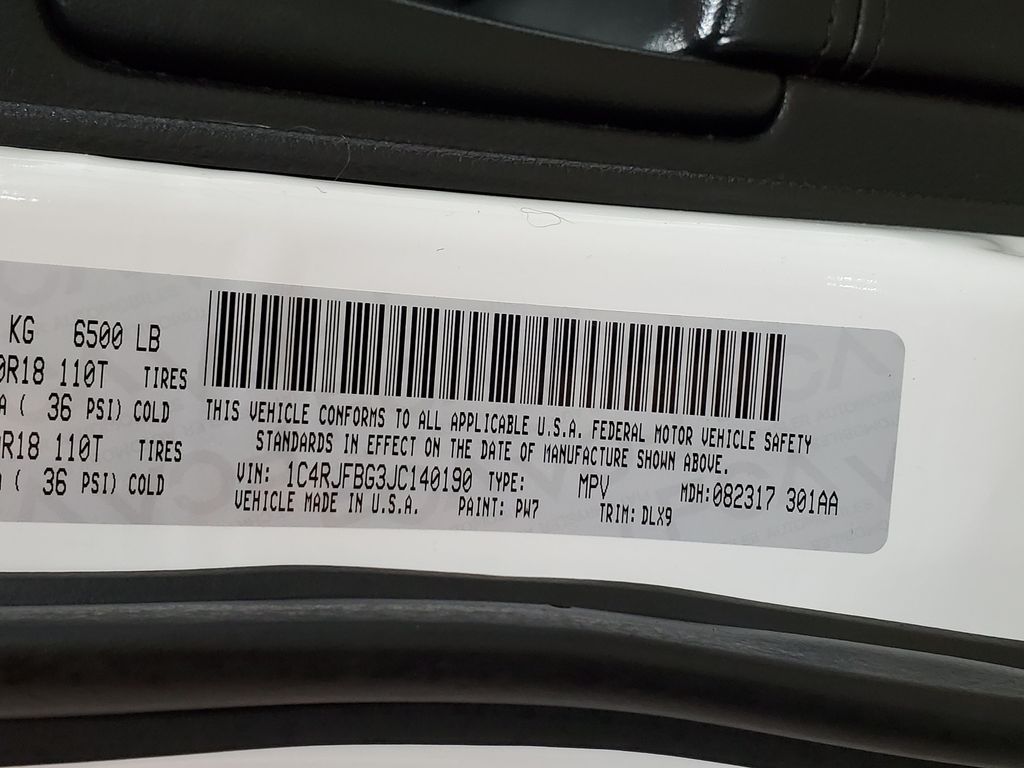 KG 6500 LB
R18 110T TIRES
( 36 PSI) COLD
R18 110T TIRES
( 36 PSI) COLD
THIS VEHICLE CONFORMS TO ALL APPLICABLE U.S.A. FEDERAL MOTOR VEHICLE SAFETY
STANDARDS IN EFFECT ON THE DATE OF MANUFACTURE SHOWN ABOVE.
VIN: 1C4RJFBG3JC140190 TYPE: MPV MDH:082317 301AA
VEHICLE MADE IN U.S.A. PAINT: PW7 TRIM: DLX9